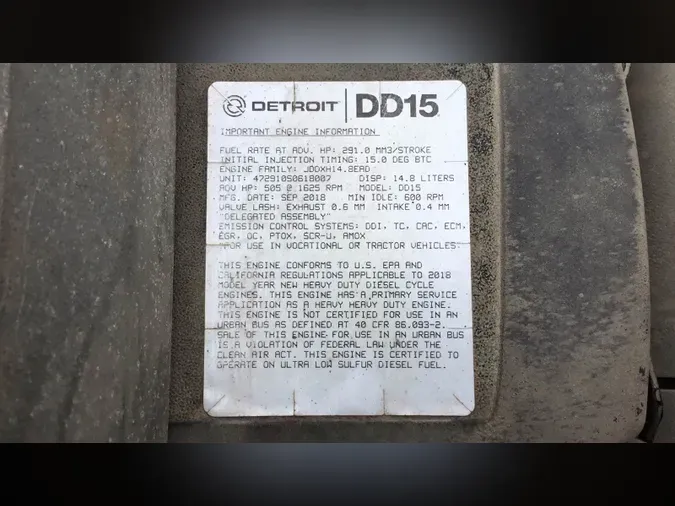 DETROIT DD15
IMPORTANT ENGINE INFORMATION
FUEL RATE AT ADV. HP: 291.0 MM3/STROKE
INITIAL INJECTION TIMING: 15.0 DEG BTC
ENGINE FAMILY: JDDXH14.8EAD
UNIT: 472910S0618007 DISP: 14.8 LITERS
ADV HP: 505 @ 1625 RPM MODEL: DD15
MFG. DATE: SEP 2018 MIN IDLE: 600 RPM
VALVE LASH: EXHAUST 0.6 MM INTAKE 0.4 MM
"DELEGATED ASSEMBLY"
EMISSION CONTROL SYSTEMS: DDI, TC, CAC, ECM,
EGR, OC, PTOX, SCR-U, AMOX
*FOR USE IN VOCATIONAL OR TRACTOR VEHICLES.
THIS ENGINE CONFORMS TO U.S. EPA AND
CALIFORNIA REGULATIONS APPLICABLE TO 2018
MODEL YEAR NEW HEAVY DUTY DIESEL CYCLE
ENGINES. THIS ENGINE HAS A PRIMARY SERVICE
APPLICATION AS A HEAVY HEAVY DUTY ENGINE.
THIS ENGINE IS NOT CERTIFIED FOR USE IN AN
URBAN BUS AS DEFINED AT 40 CFR 86.093-2.
SALE OF THIS ENGINE FOR USE IN AN URBAN BUS
IS A VIOLATION OF FEDERAL LAW UNDER THE
CLEAN AIR ACT. THIS ENGINE IS CERTIFIED TO
OPERATE ON ULTRA LOW SULFUR DIESEL FUEL.